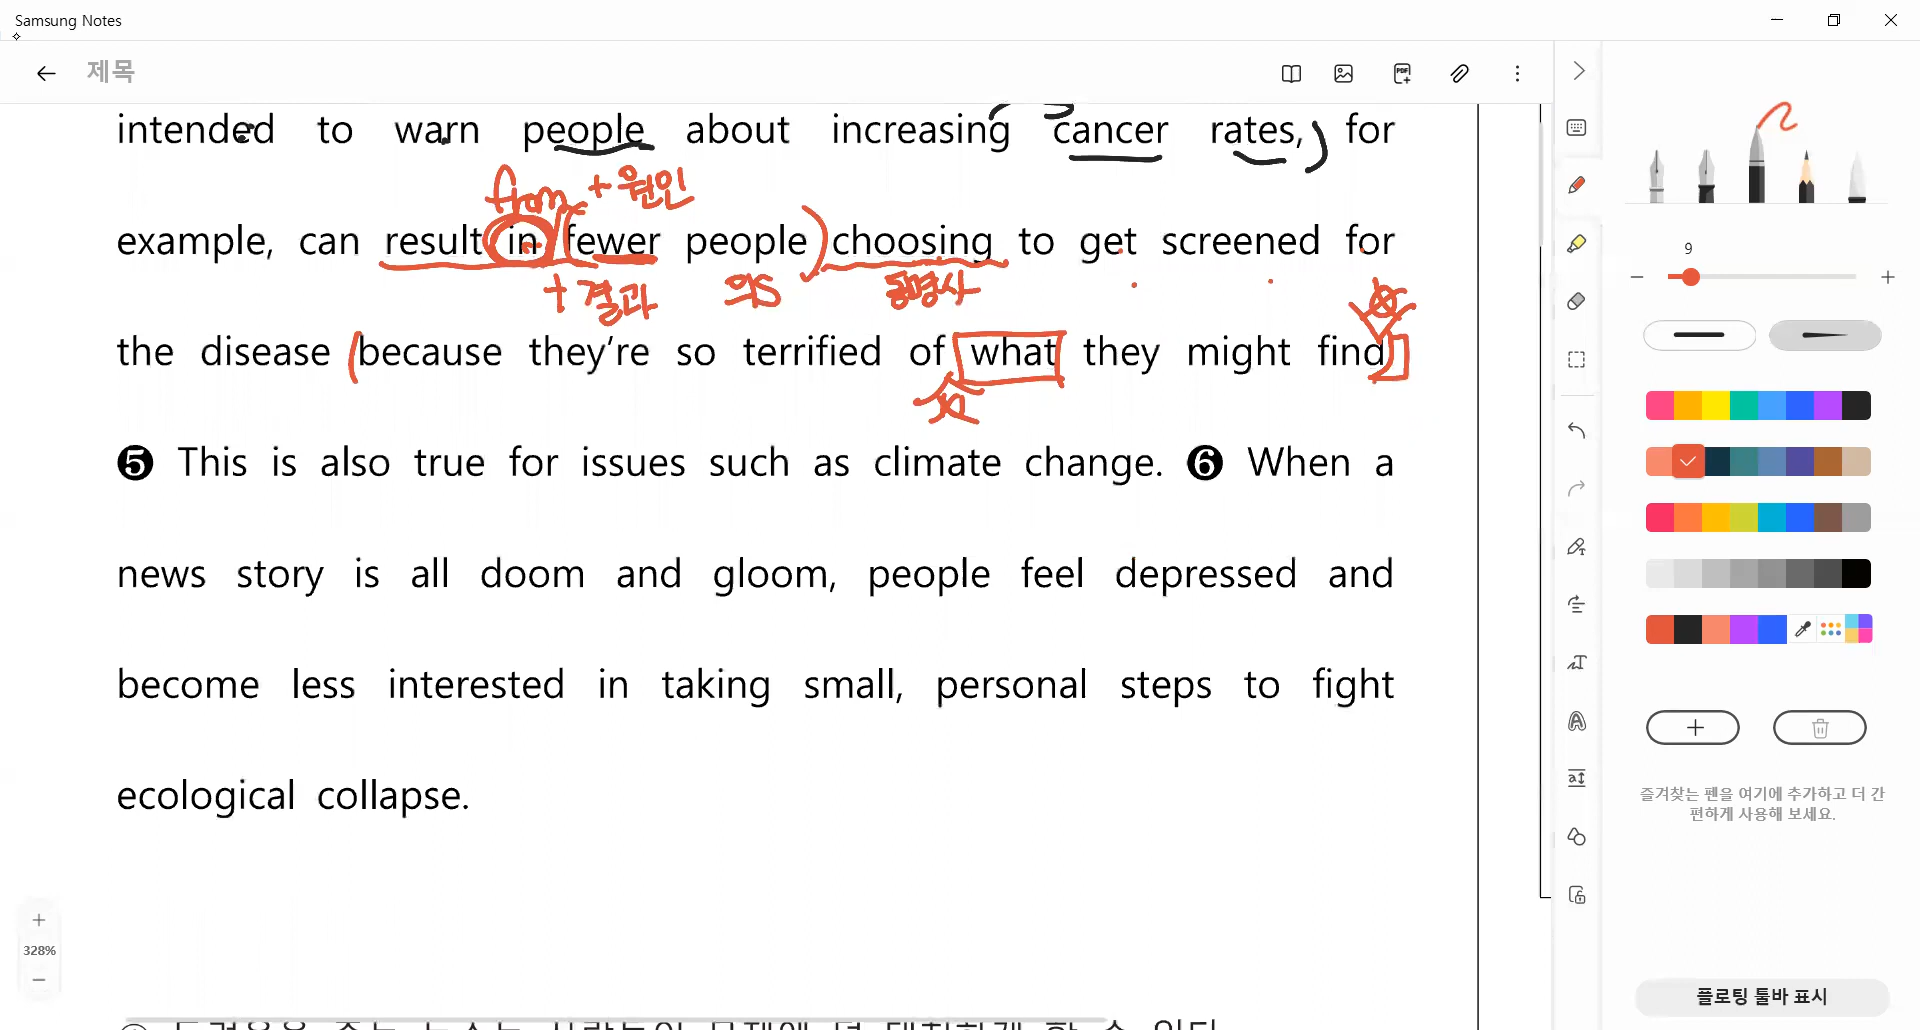 Samsung Notes
제목
intended to warn people about increasing cancer rates, for
from + 원인
example, can result in fewer people choosing to get screened for
+ 결과 의S 동명사
the disease because they're so terrified of what they might find
❺ This is also true for issues such as climate change. ❻ When a
news story is all doom and gloom, people feel depressed and
become less interested in taking small, personal steps to fight
ecological collapse.
328%
9
즐겨찾는 펜을 여기에 추가하고 더 간
편하게 사용해 보세요.
플로팅 툴바 표시